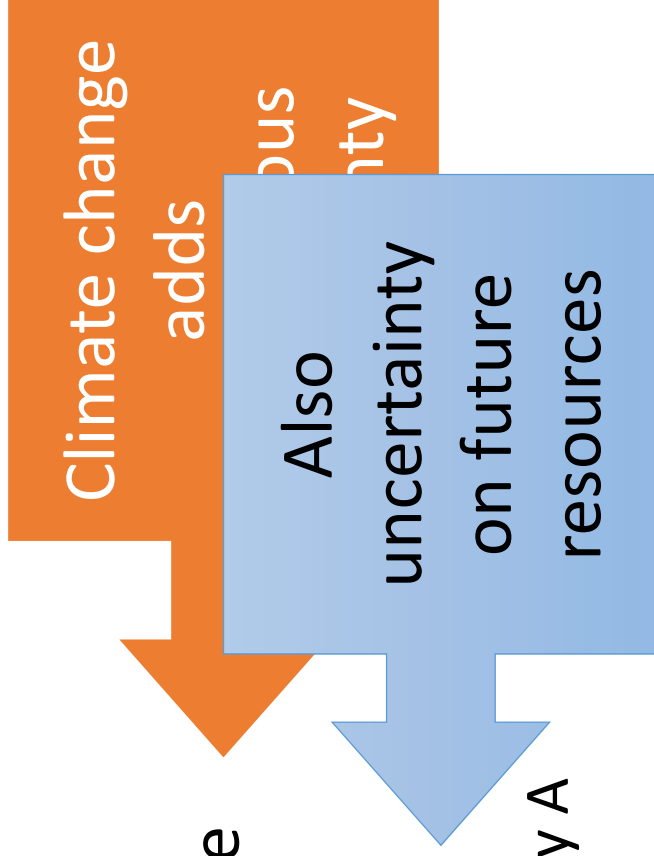 Climate change
adds
Also
uncertainty
on future
resources
A